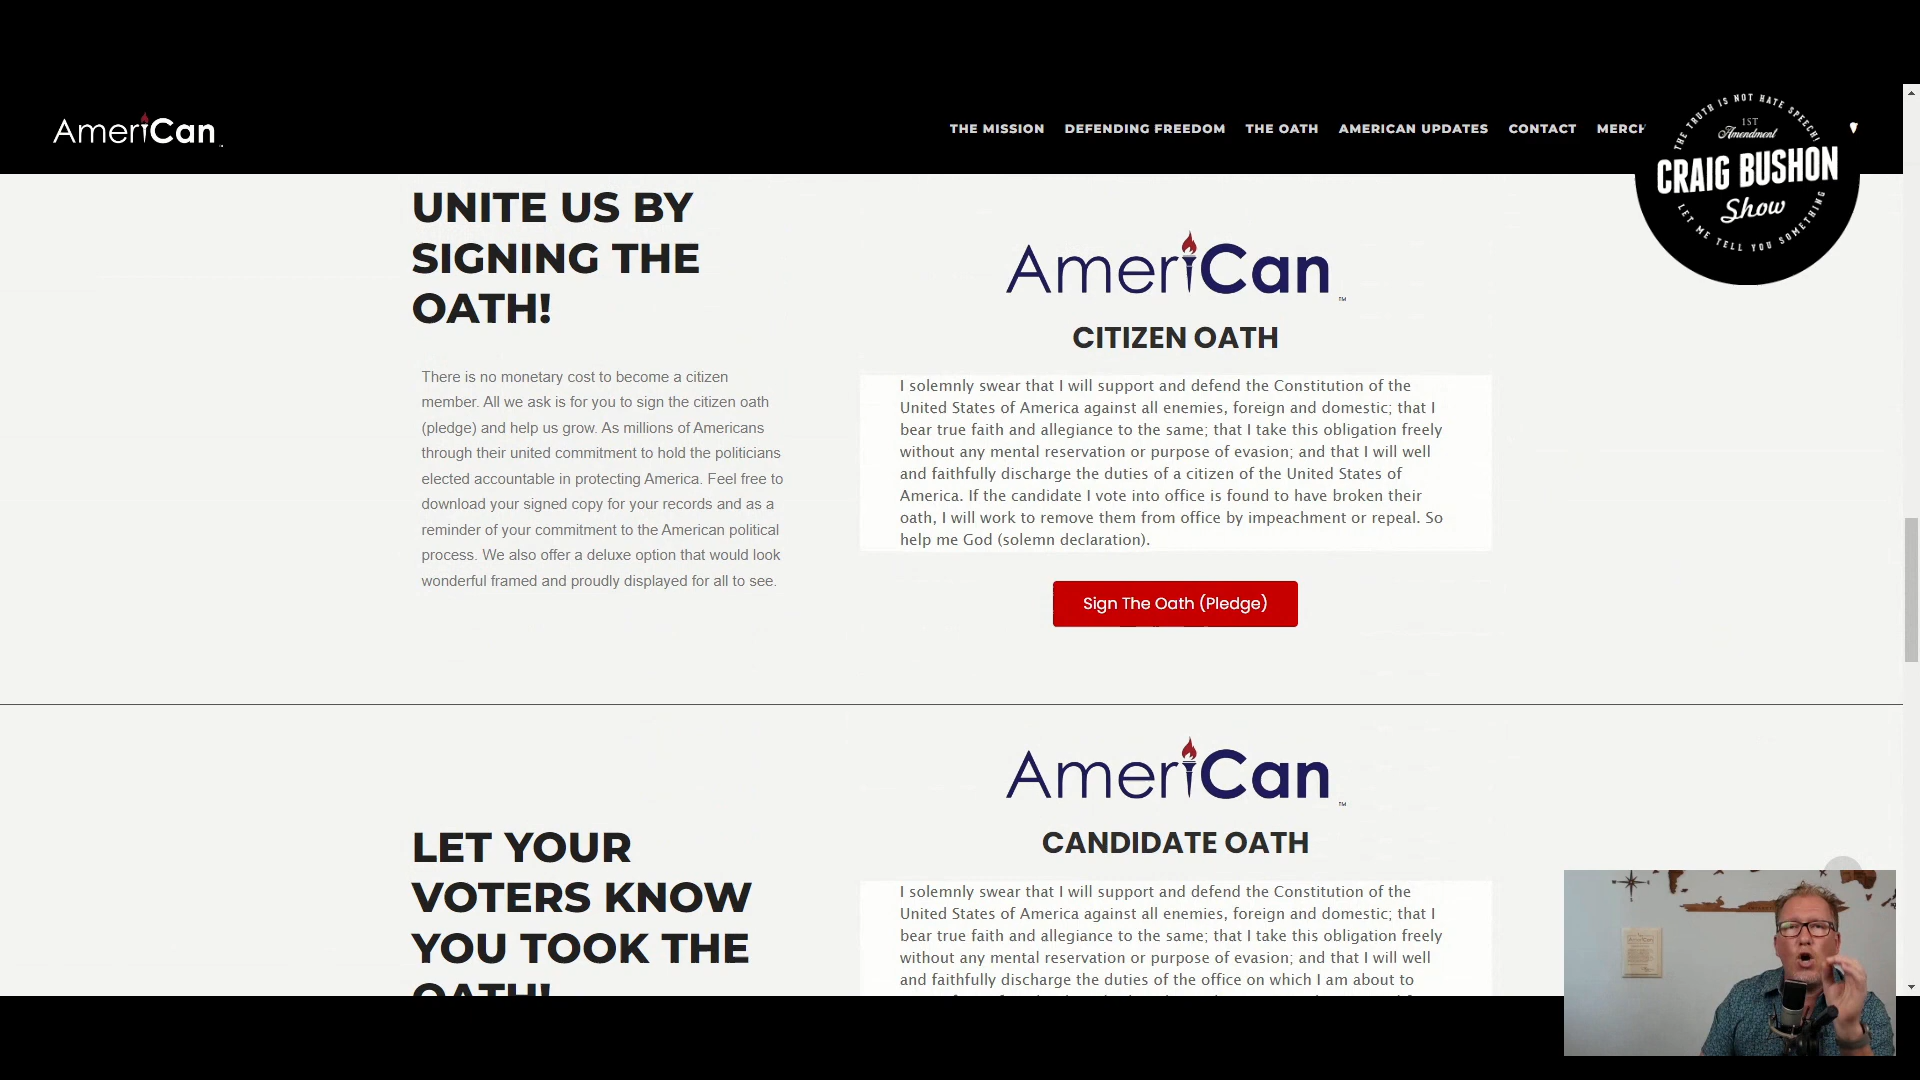 AmeriCan
THE MISSION DEFENDING FREEDOM THE OATH AMERICAN UPDATES CONTACT MERCH
THE TRUTH IS NOT HATE SPEECH!
1ST
Amendment
CRAIG BUSHON
Show
LET ME TELL YOU SOMETHING
UNITE US BY
SIGNING THE
OATH!
There is no monetary cost to become a citizen
member. All we ask is for you to sign the citizen oath
(pledge) and help us grow. As millions of Americans
through their united commitment to hold the politicians
elected accountable in protecting America. Feel free to
download your signed copy for your records and as a
reminder of your commitment to the American political
process. We also offer a deluxe option that would look
wonderful framed and proudly displayed for all to see.
AmeriCan™
CITIZEN OATH
I solemnly swear that I will support and defend the Constitution of the
United States of America against all enemies, foreign and domestic; that I
bear true faith and allegiance to the same; that I take this obligation freely
without any mental reservation or purpose of evasion; and that I will well
and faithfully discharge the duties of a citizen of the United States of
America. If the candidate I vote into office is found to have broken their
oath, I will work to remove them from office by impeachment or repeal. So
help me God (solemn declaration).
Sign The Oath (Pledge)
LET YOUR
VOTERS KNOW
YOU TOOK THE
OATH!
AmeriCan™
CANDIDATE OATH
I solemnly swear that I will support and defend the Constitution of the
United States of America against all enemies, foreign and domestic; that I
bear true faith and allegiance to the same; that I take this obligation freely
without any mental reservation or purpose of evasion; and that I will well
and faithfully discharge the duties of the office on which I am about to